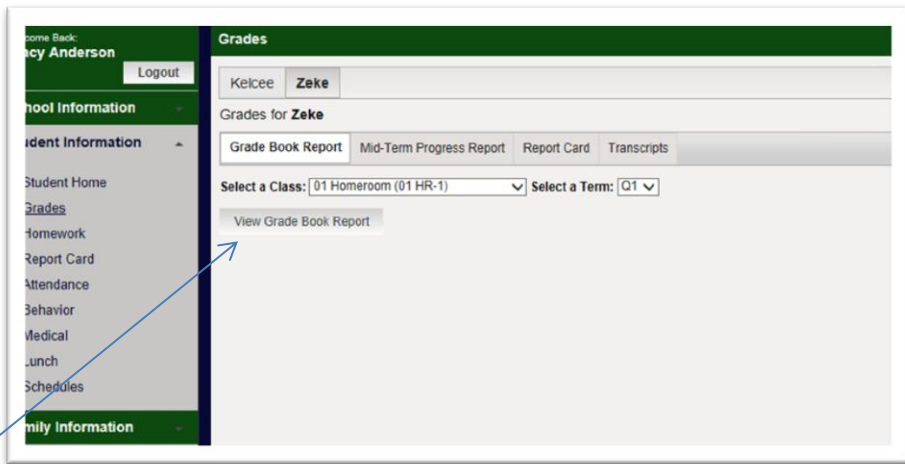 come Back:
acy Anderson
Logout
hool Information
udent Information
Student Home
Grades
Homework
Report Card
Attendance
Behavior
Medical
Lunch
Schedules
mily Information
Grades
Kelcee Zeke
Grades for Zeke
Grade Book Report Mid-Term Progress Report Report Card Transcripts
Select a Class: 01 Homeroom (01 HR-1) Select a Term: Q1
View Grade Book Report